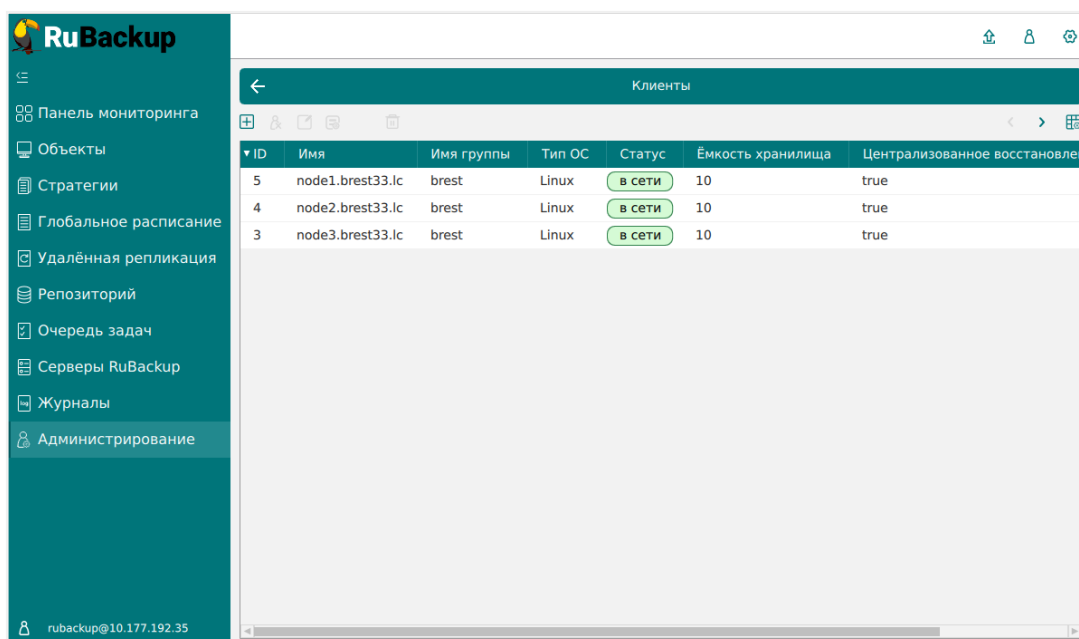 RuBackup
Панель мониторинга
Объекты
Стратегии
Глобальное расписание
Удалённая репликация
Репозиторий
Очередь задач
Серверы RuBackup
Журналы
Администрирование
rubackup@10.177.192.35
Клиенты
ID Имя Имя группы Тип ОС Статус Ёмкость хранилища Централизованное восстановле
5 node1.brest33.lc brest Linux в сети 10 true
4 node2.brest33.lc brest Linux в сети 10 true
3 node3.brest33.lc brest Linux в сети 10 true